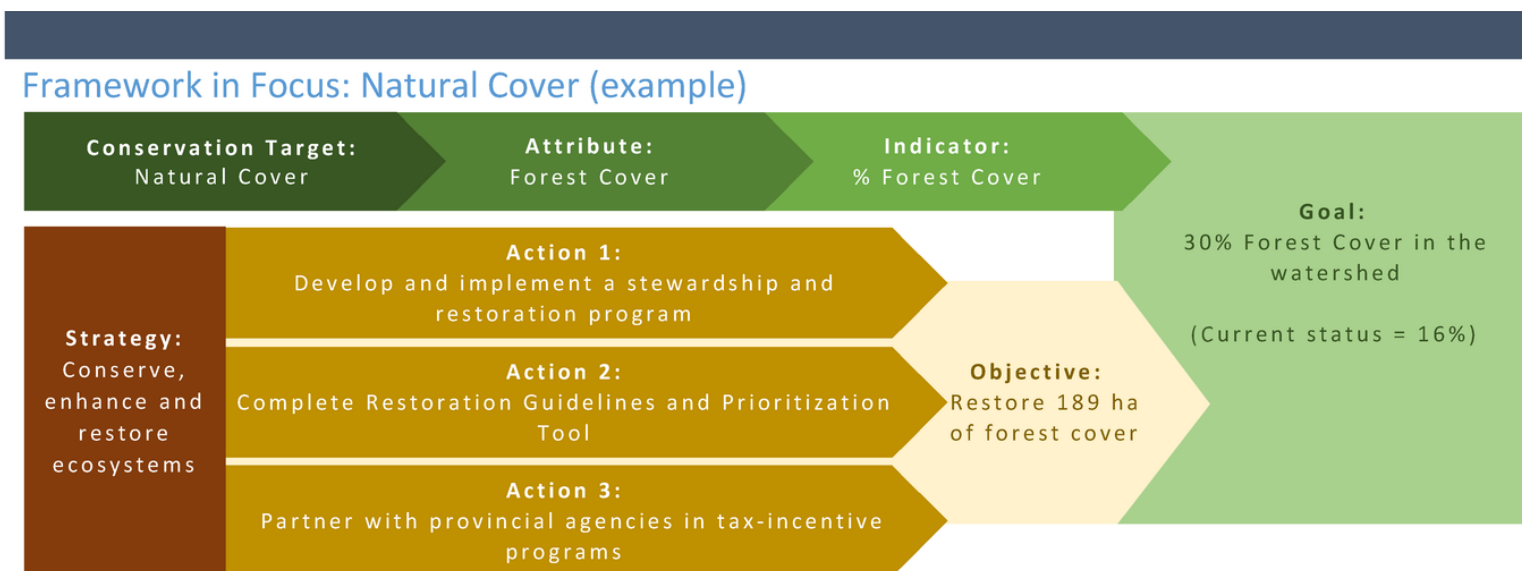 Framework in Focus: Natural Cover (example)
Conservation Target:
Natural Cover
Attribute:
Forest Cover
Indicator:
% Forest Cover
Goal:
30% Forest Cover in the
watershed
(Current status = 16%)
Strategy:
Conserve,
enhance and
restore
ecosystems
Action 1:
Develop and implement a stewardship and
restoration program
Action 2:
Complete Restoration Guidelines and Prioritization
Tool
Action 3:
Partner with provincial agencies in tax-incentive
programs
Objective:
Restore 189 ha
of forest cover